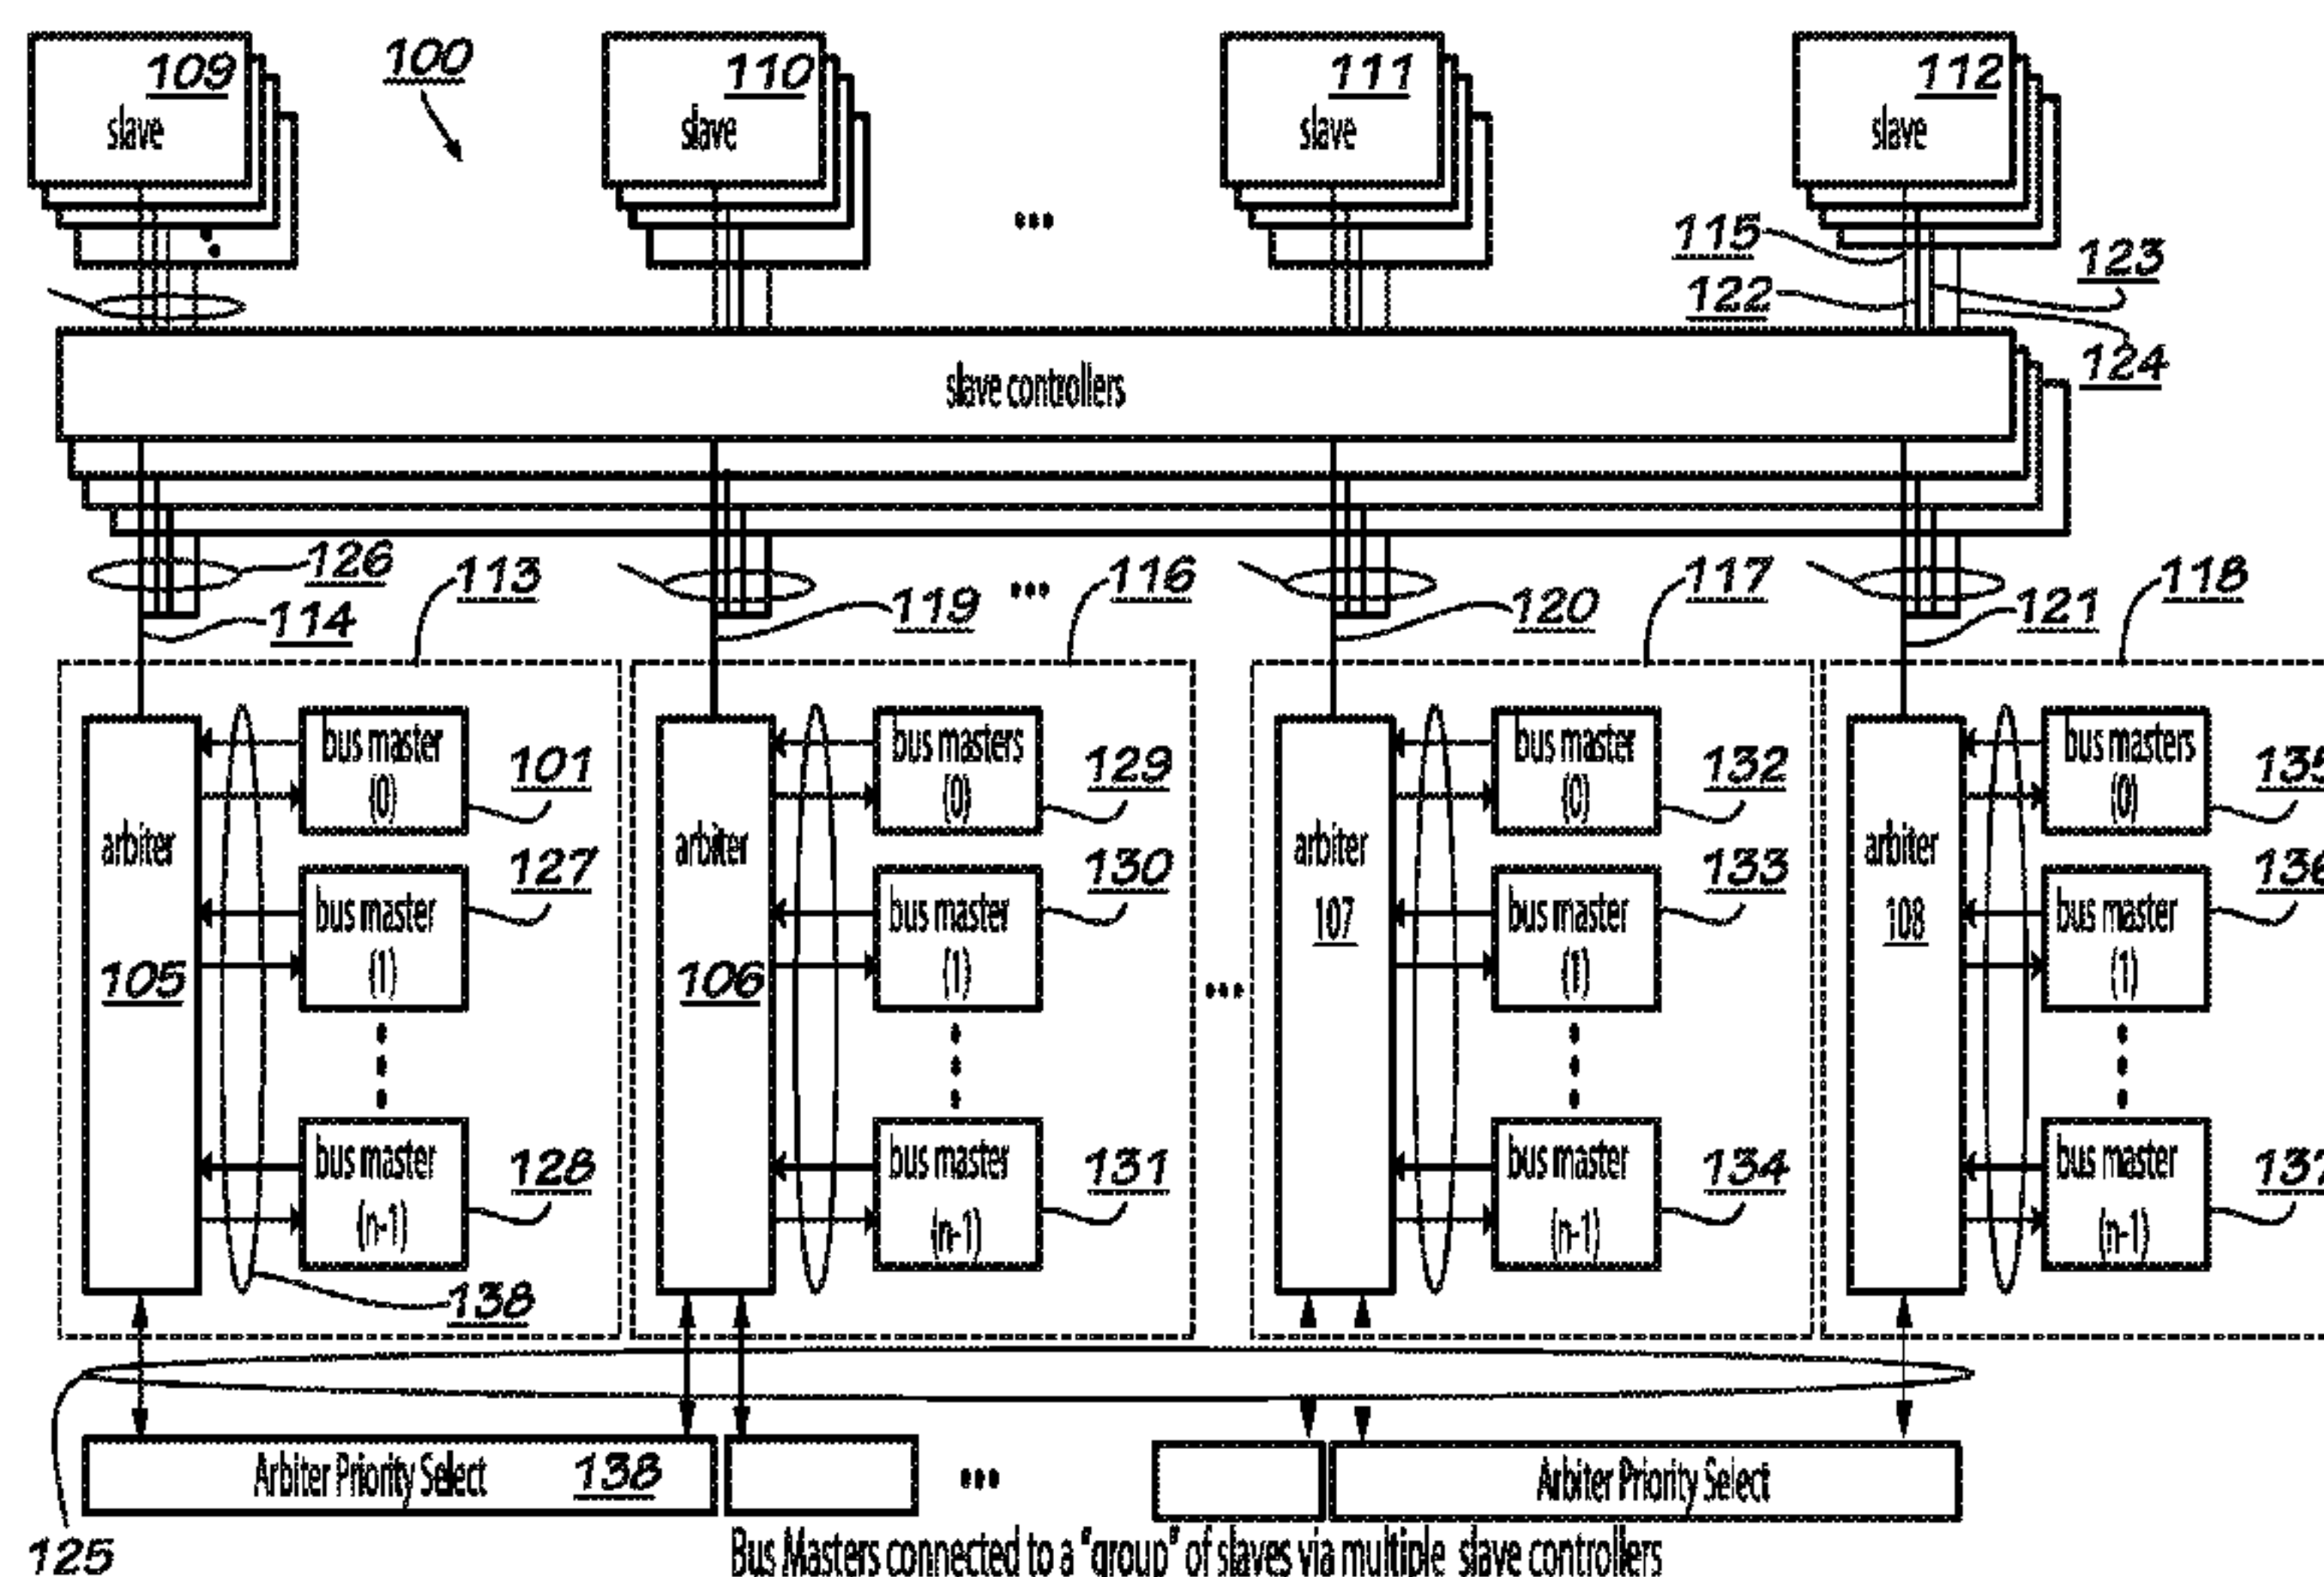 109
slave
100
110
slave
111
slave
112
slave
...
115
122
123
124
slave controllers
126
113
114
119
...
116
120
117
121
118
arbiter
105
bus master
(0)
101
bus master
(1)
127
bus master
(n-1)
128
138
arbiter
106
bus masters
(0)
129
bus master
(1)
130
bus master
(n-1)
131
...
arbiter
107
bus master
(0)
132
bus master
(1)
133
bus master
(n-1)
134
arbiter
108
bus masters
(0)
135
bus master
(1)
136
bus master
(n-1)
137
Arbiter Priority Select 138
...
Arbiter Priority Select
125
Bus Masters connected to a "group" of slaves via multiple slave controllers